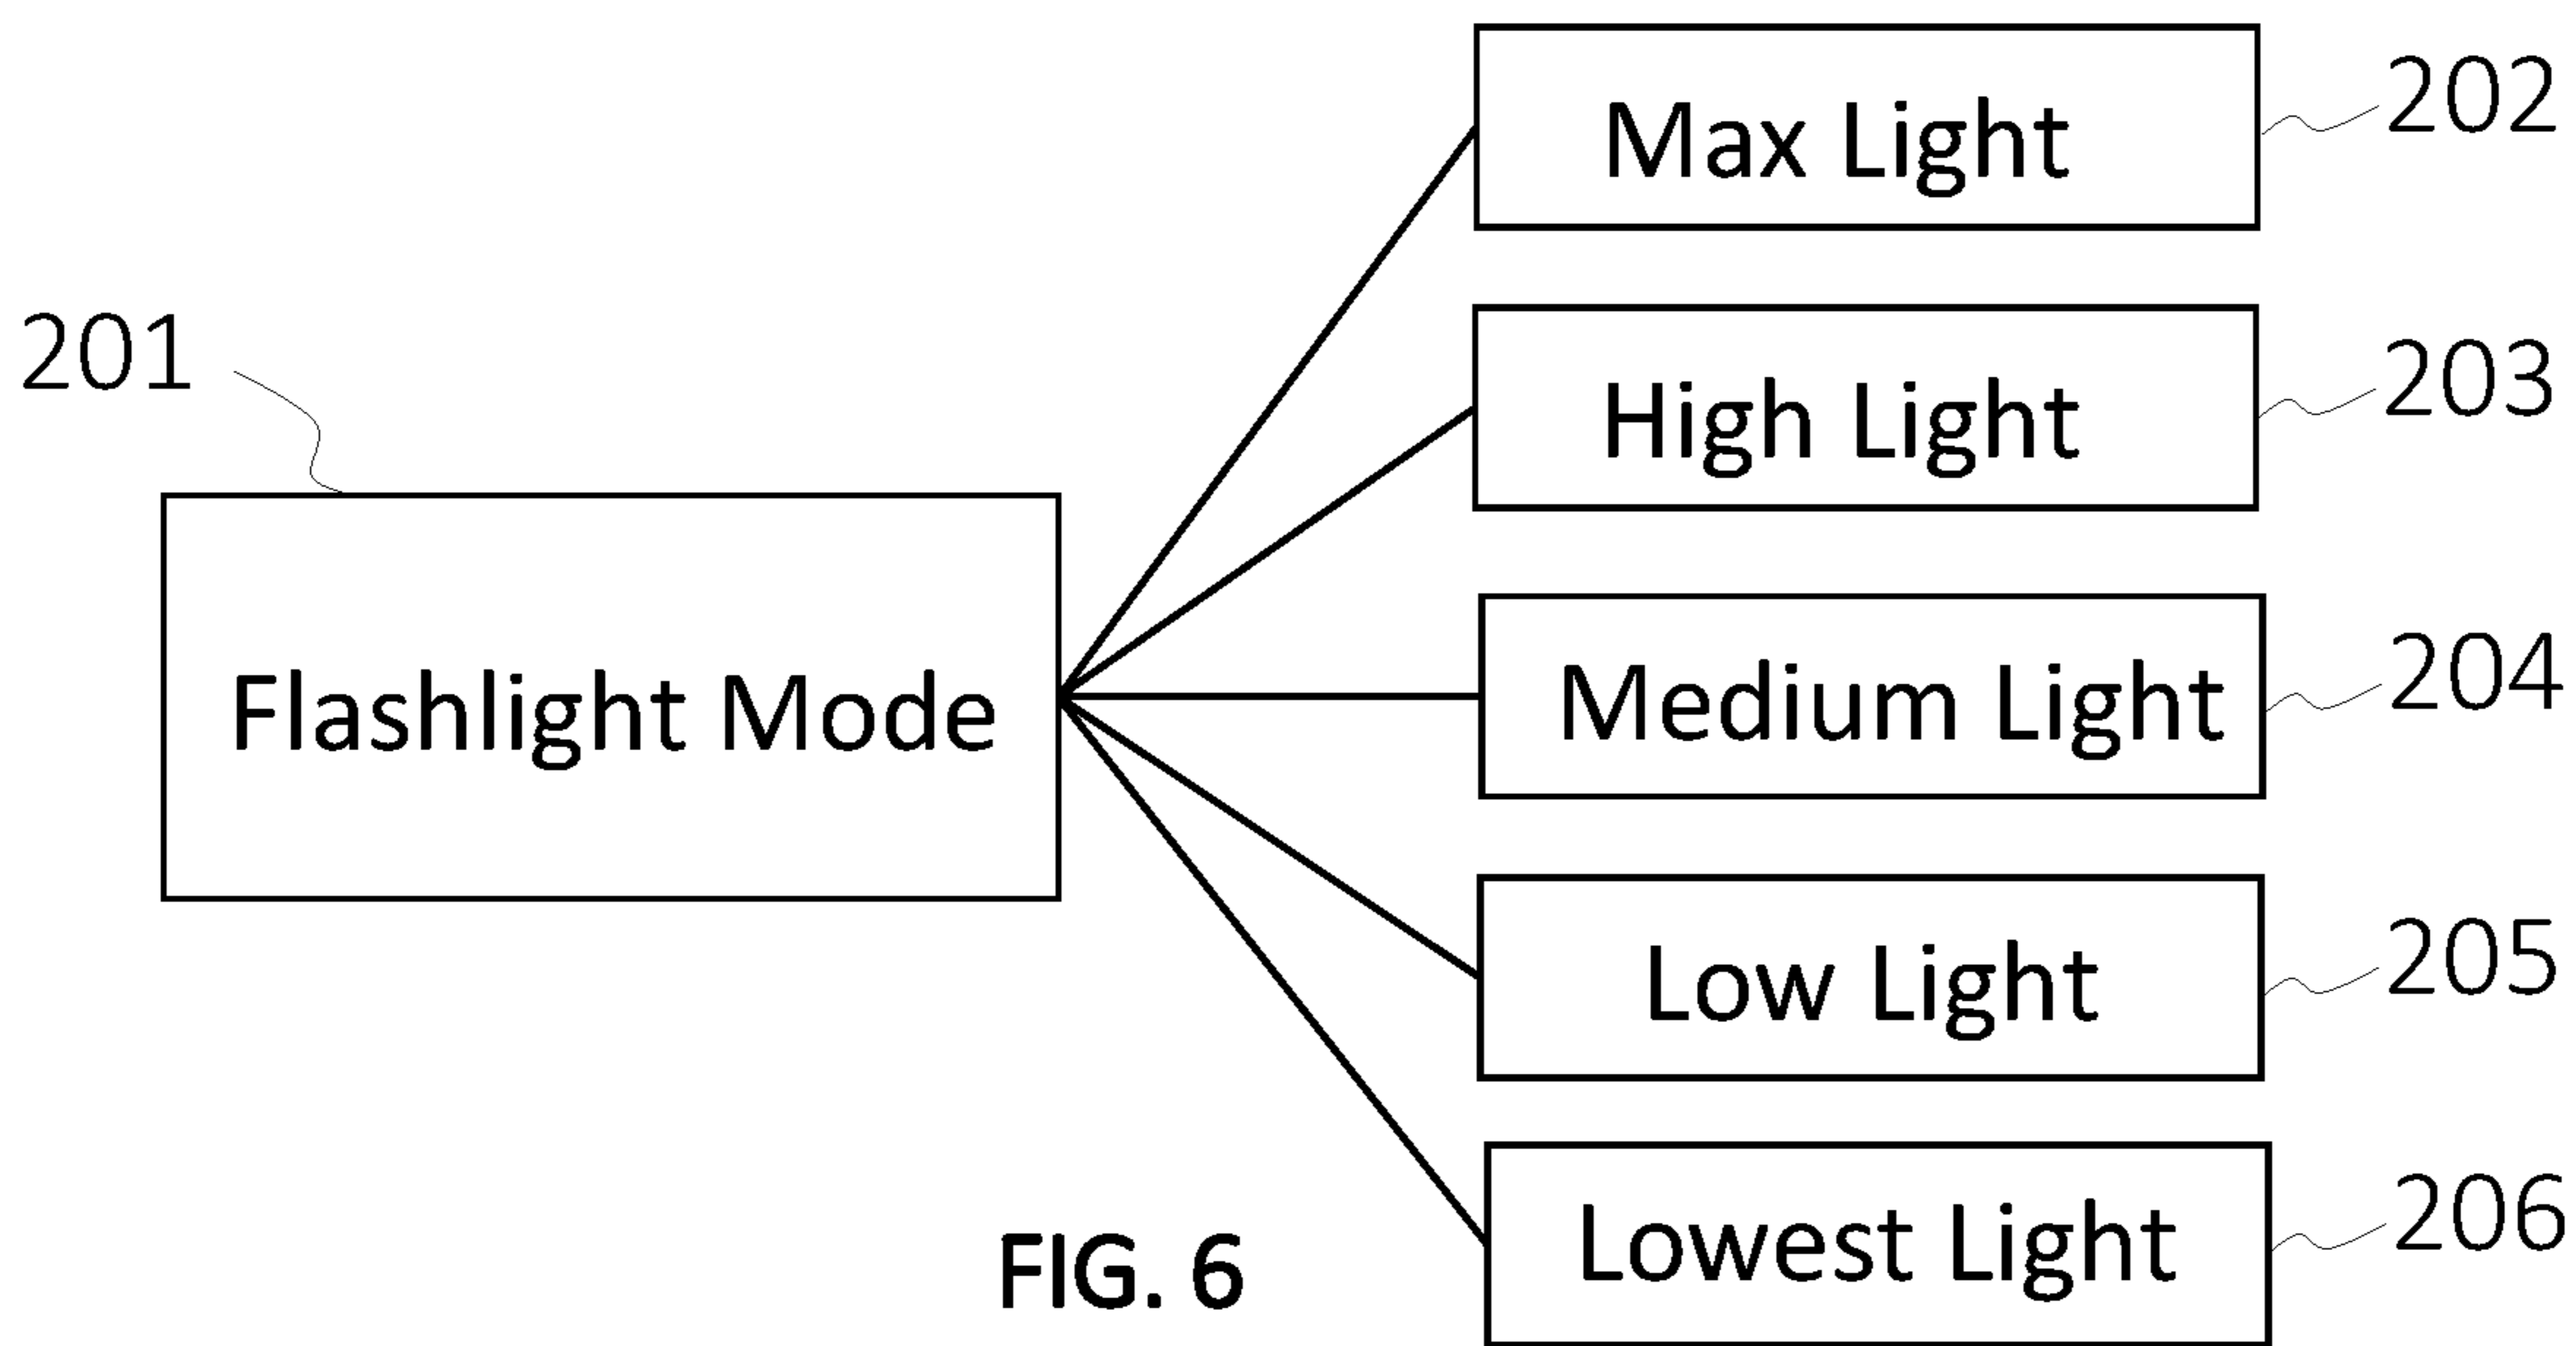 Max Light
202
201
High Light
203
Flashlight Mode
Medium Light
204
Low Light
205
Lowest Light
206
FIG. 6